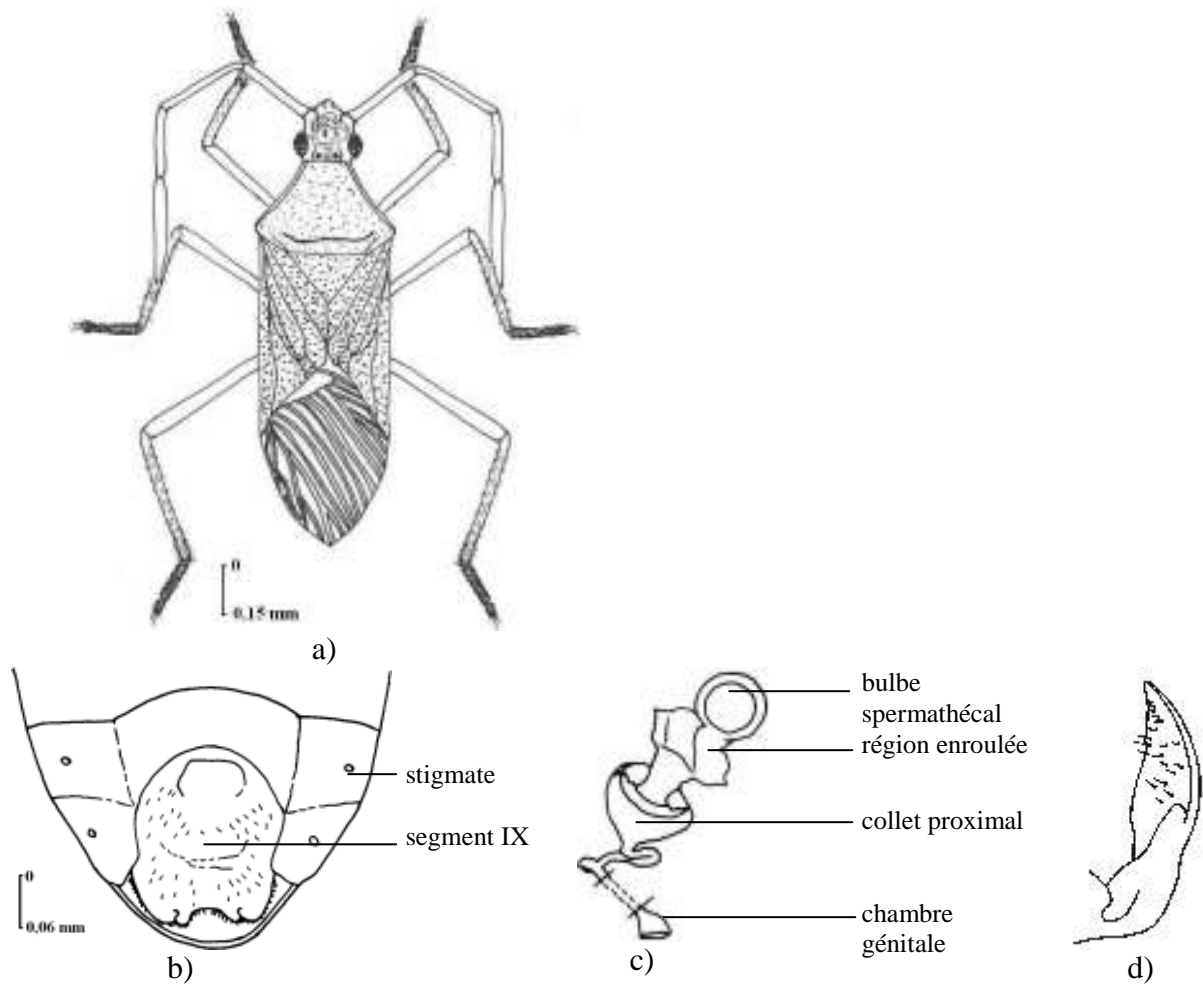 0
0,15 mm
a)
stigmate
segment IX
0
0,06 mm
b)
bulbe
spermathécal
région enroulée
collet proximal
chambre
génitale
c)
d)